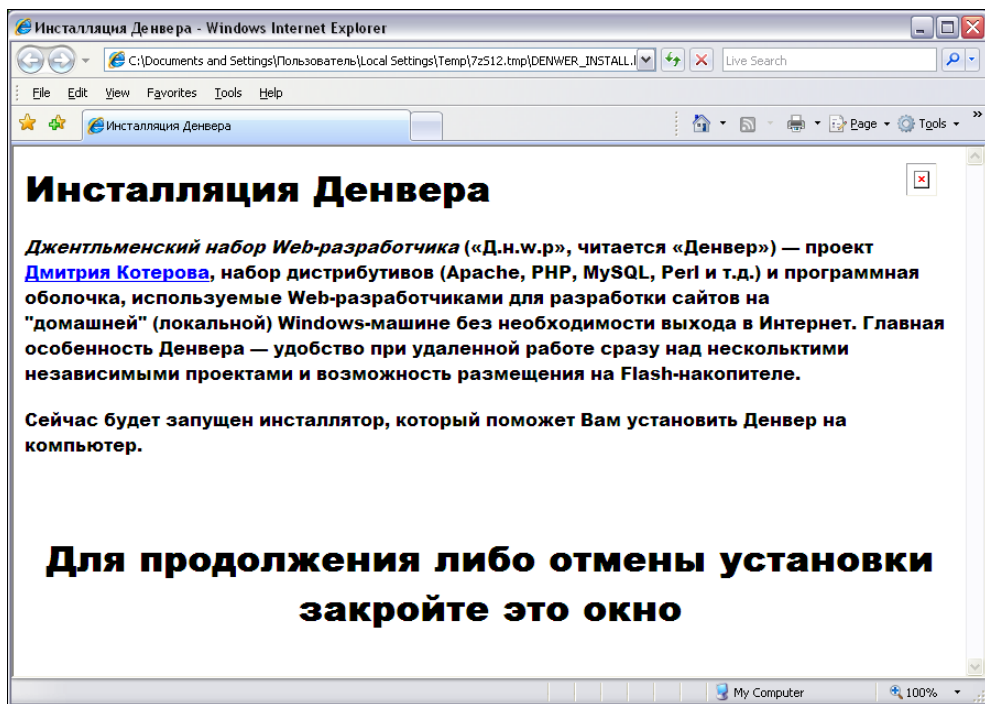 Инсталляция Денвера - Windows Internet Explorer
C:\Documents and Settings\Пользователь\Local Settings\Temp\7zS12.tmp\DENWER_INSTALL.l
Live Search
File Edit View Favorites Tools Help
Инсталляция Денвера
Page Tools »
Инсталляция Денвера
Джентльменский набор Web-разработчика («Д.н.w.р», читается «Денвер») — проект
Дмитрия Котерова, набор дистрибутивов (Apache, PHP, MySQL, Perl и т.д.) и программная
оболочка, используемые Web-разработчиками для разработки сайтов на
"домашней" (локальной) Windows-машине без необходимости выхода в Интернет. Главная
особенность Денвера — удобство при удаленной работе сразу над нескольктими
независимыми проектами и возможность размещения на Flash-накопителе.
Сейчас будет запущен инсталлятор, который поможет Вам установить Денвер на
компьютер.
Для продолжения либо отмены установки
закройте это окно
My Computer
100%